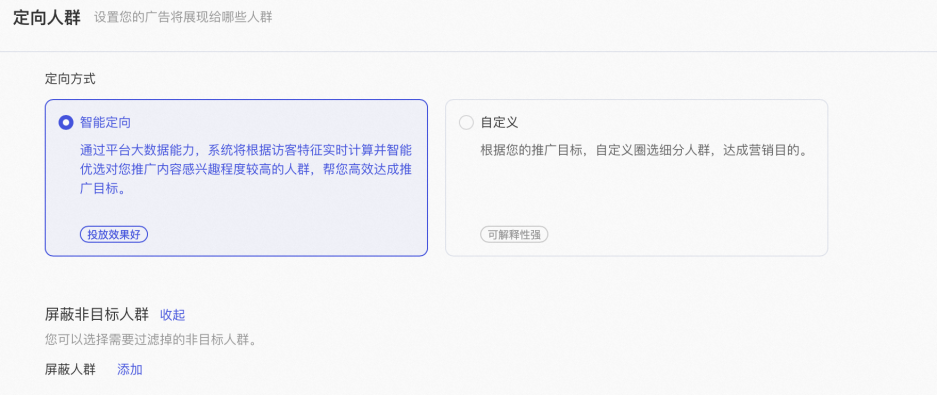 定向人群 设置您的广告将展现给哪些人群
定向方式
智能定向
通过平台大数据能力，系统将根据访客特征实时计算并智能
优选对您推广内容感兴趣程度较高的人群，帮您高效达成推
广目标。
投放效果好
自定义
根据您的推广目标，自定义圈选细分人群，达成营销目的。
可解释性强
屏蔽非目标人群 收起
您可以选择需要过滤掉的非目标人群。
屏蔽人群 添加